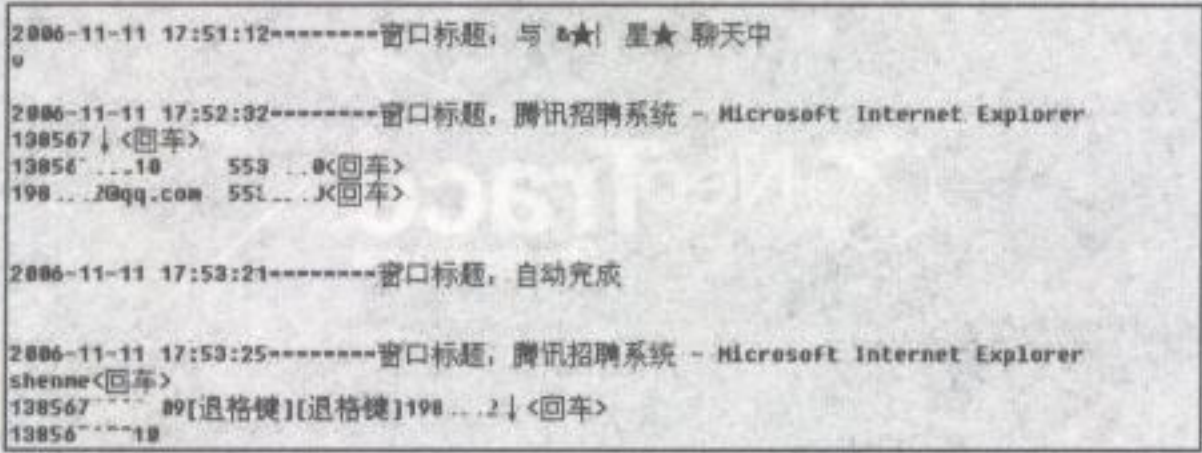 2006-11-11 17:51:12--------窗口标题，与 &★| 星★ 聊天中
2006-11-11 17:52:32--------窗口标题，腾讯招聘系统 - Microsoft Internet Explorer
138567↓<回车>
13856 10 553 0<回车>
198 2@qq.com 55 <回车>
2006-11-11 17:53:21--------窗口标题，自动完成
2006-11-11 17:53:25--------窗口标题，腾讯招聘系统 - Microsoft Internet Explorer
shenme<回车>
138567 09[退格键][退格键]198 2↓<回车>
13856 10